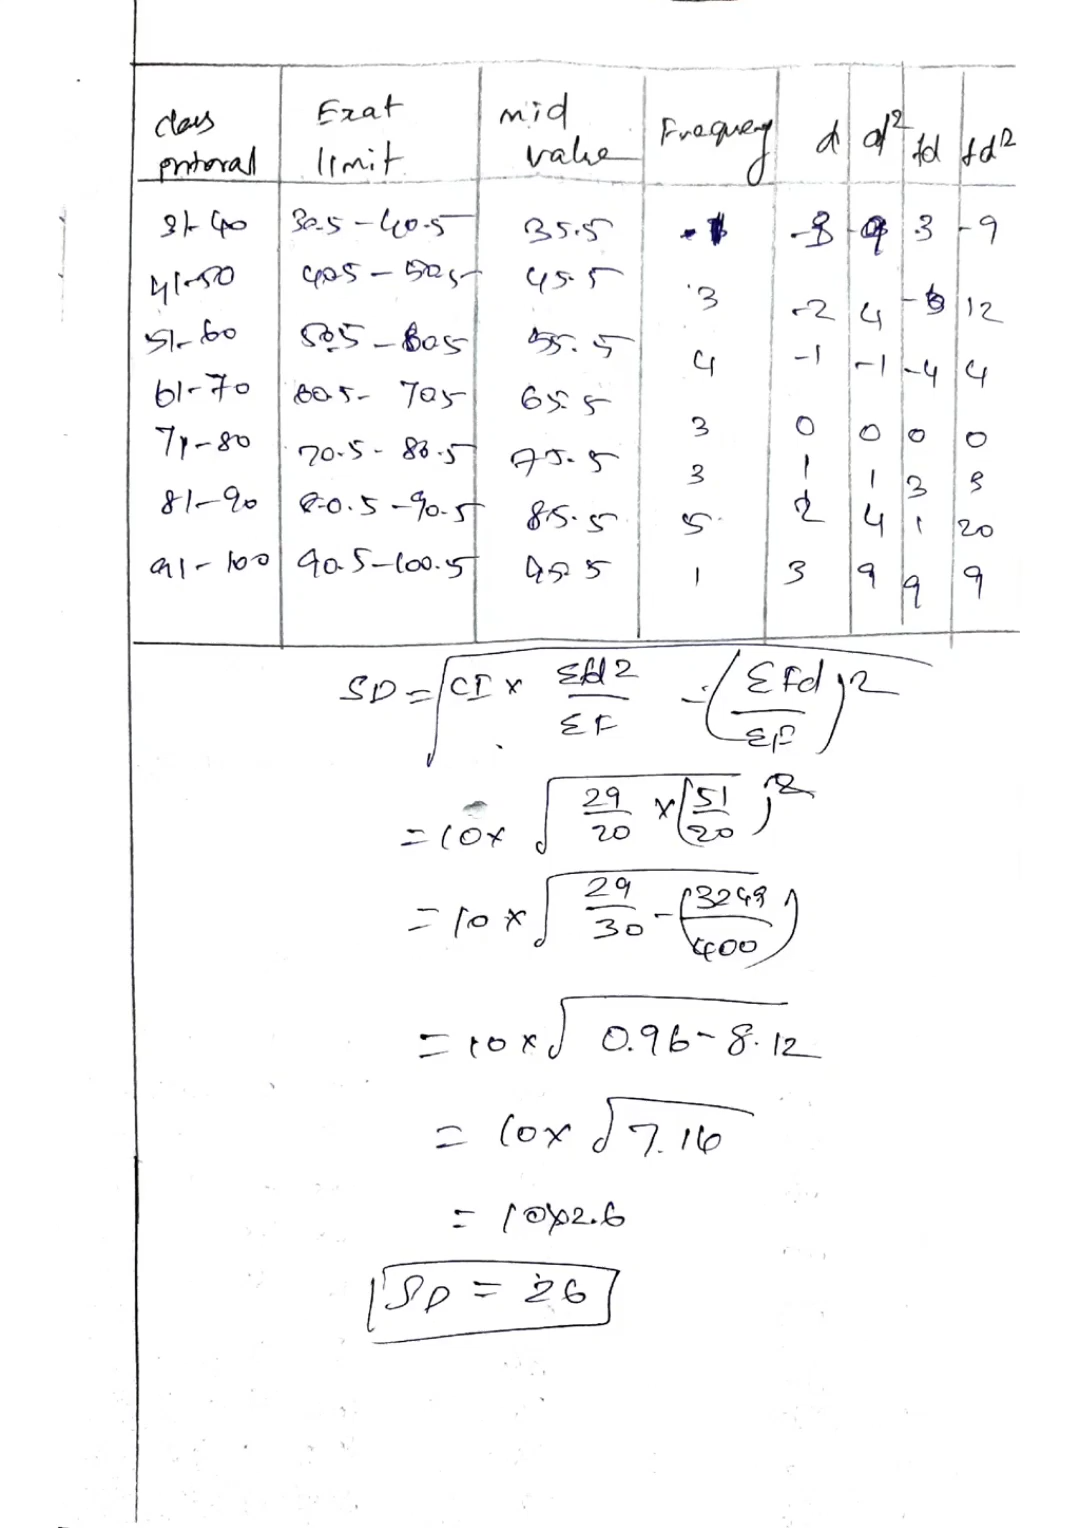 class interval | Exat limit | mid value | Frequency | d | d² | fd | fd²
31-40 | 30.5-40.5 | 35.5 | 1 | -3 | 9 | 3 | -9
41-50 | 40.5-50.5 | 45.5 | 3 | -2 | 4 | -6 | 12
51-60 | 50.5-60.5 | 55.5 | 4 | -1 | -1 | -4 | 4
61-70 | 60.5-70.5 | 65.5 | 3 | 0 | 0 | 0 | 0
71-80 | 70.5-80.5 | 75.5 | 3 | 1 | 1 | 3 | 3
81-90 | 80.5-90.5 | 85.5 | 5 | 2 | 4 | 1 | 20
91-100 | 90.5-100.5 | 95.5 | 1 | 3 | 9 | 9 | 9
SD = √CI × Σfd2/ΣF - (ΣFd/ΣF)2
= 10× √29/20 × (51/20)2
= 10 × √29/30 - (3249/400)
= 10 × √0.96-8.12
= 10× √7.16
= 10×2.6
SD = 26